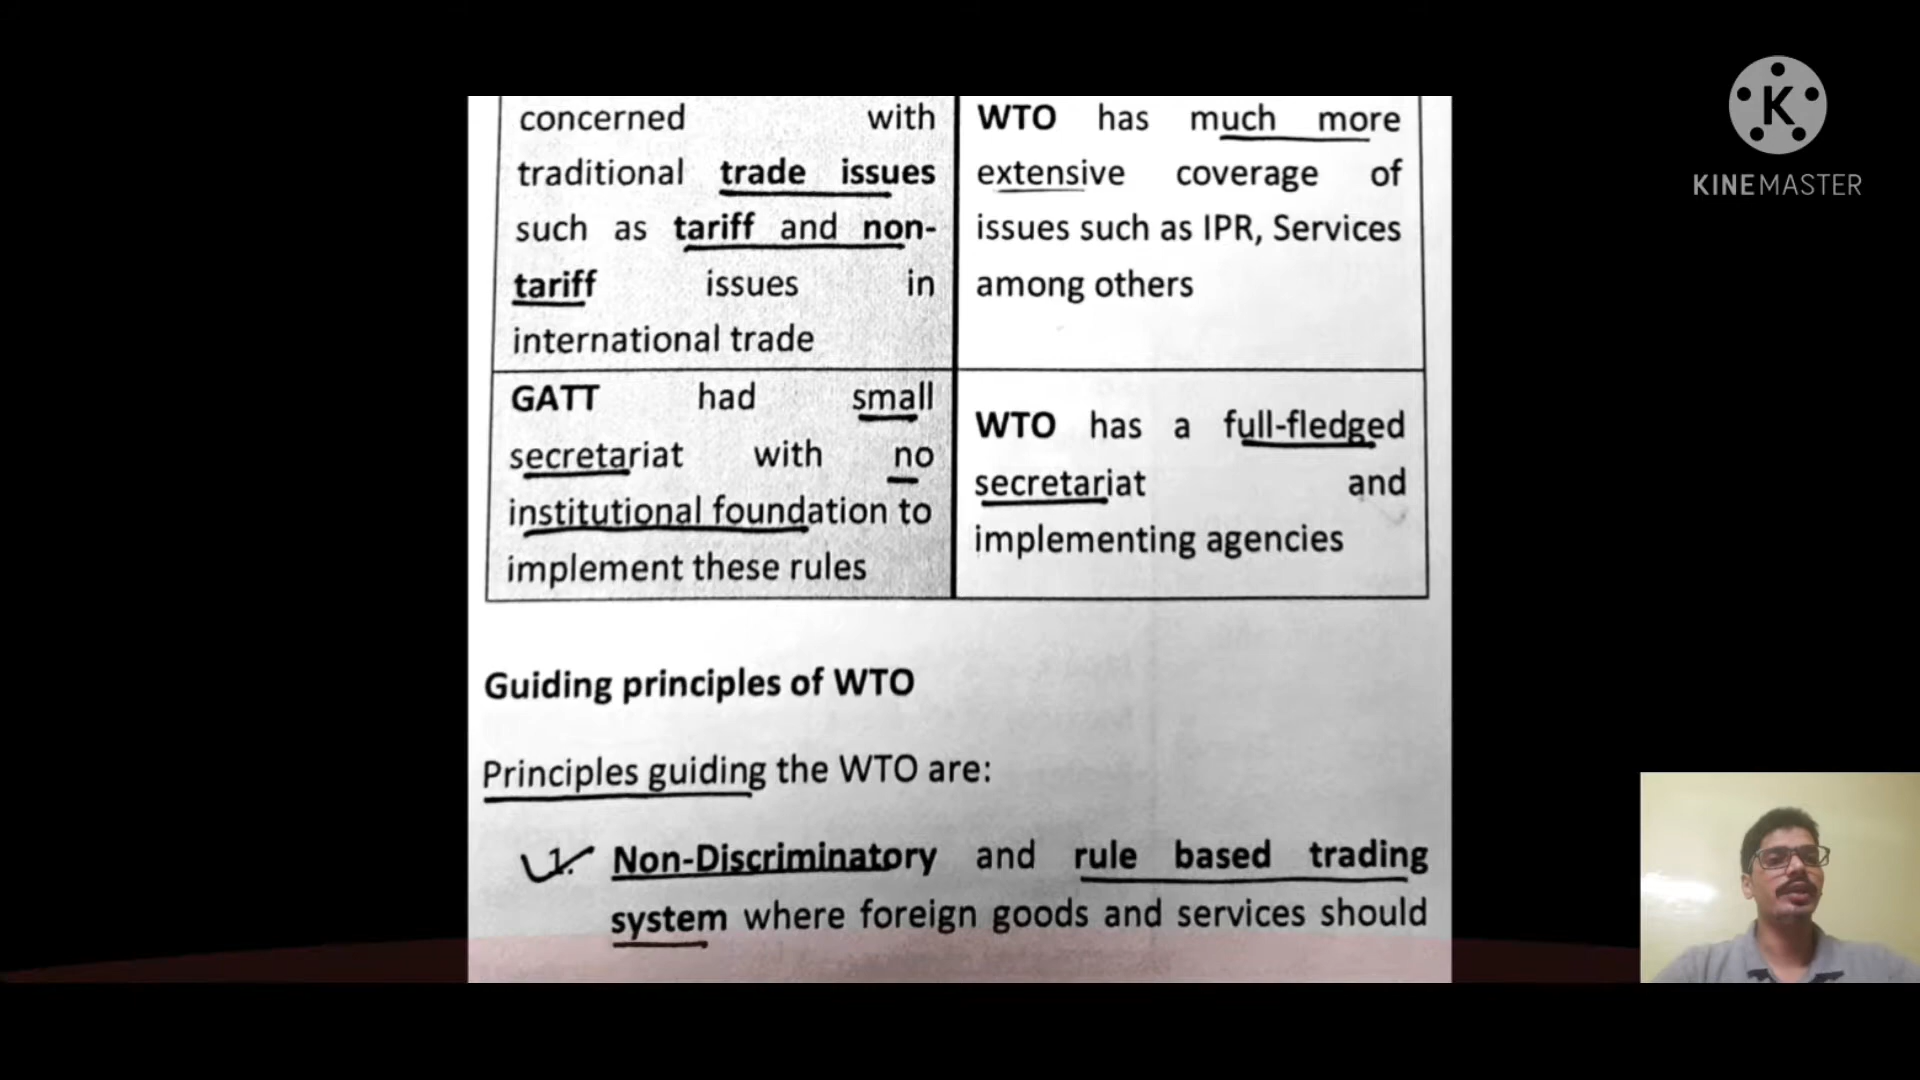 concerned with
traditional trade issues
such as tariff and non-
tariff issues in
international trade
WTO has much more
extensive coverage of
issues such as IPR, Services
among others
GATT had small
secretariat with no
institutional foundation to
implement these rules
WTO has a full-fledged
secretariat and
implementing agencies
Guiding principles of WTO
Principles guiding the WTO are:
1. Non-Discriminatory and rule based trading
system where foreign goods and services should
K
KINEMASTER